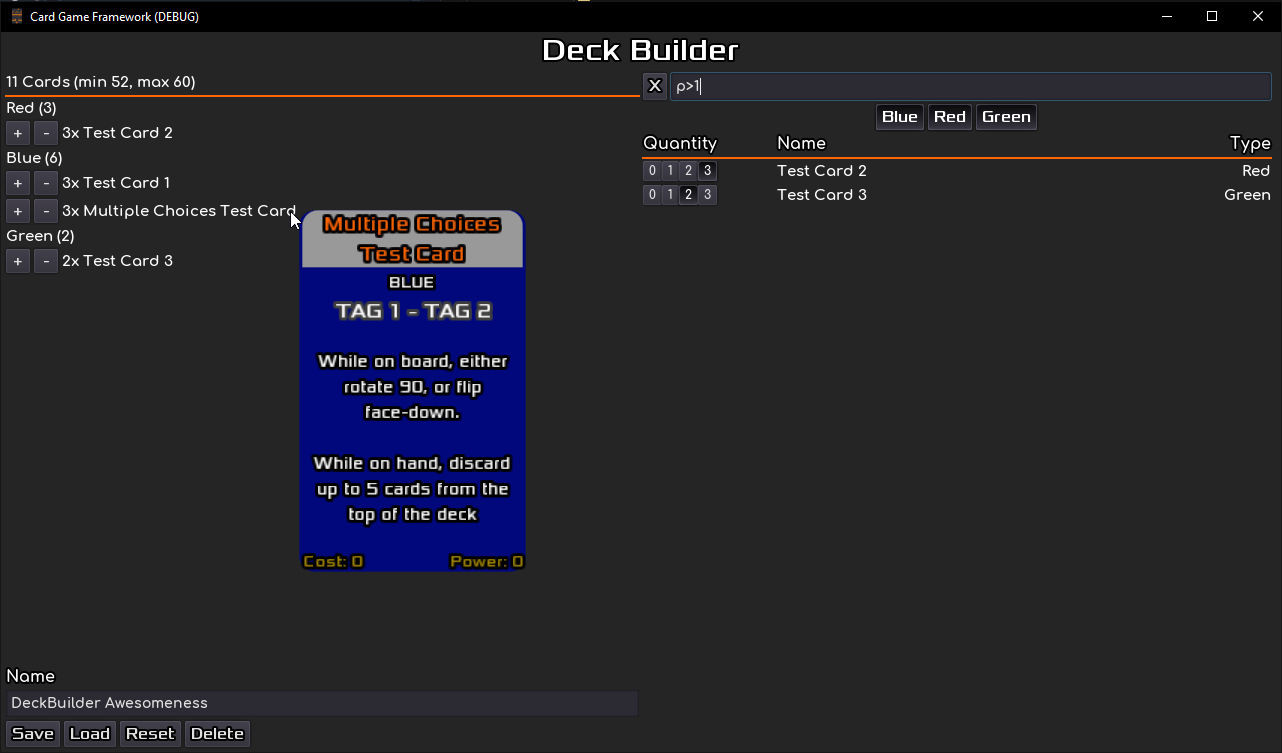 Card Game Framework (DEBUG)
Deck Builder
11 Cards (min 52, max 60)
Red (3)
+ - 3x Test Card 2
Blue (6)
+ - 3x Test Card 1
+ - 3x Multiple Choices Test Card
Green (2)
+ - 2x Test Card 3
Multiple Choices
Test Card
BLUE
TAG 1 - TAG 2
While on board, either
rotate 90, or flip
face-down.
While on hand, discard
up to 5 cards from the
top of the deck
Cost: 0 Power: 0
Name
DeckBuilder Awesomeness
Save Load Reset Delete
X p>1
Blue Red Green
Quantity Name Type
0 1 2 3 Test Card 2 Red
0 1 2 3 Test Card 3 Green